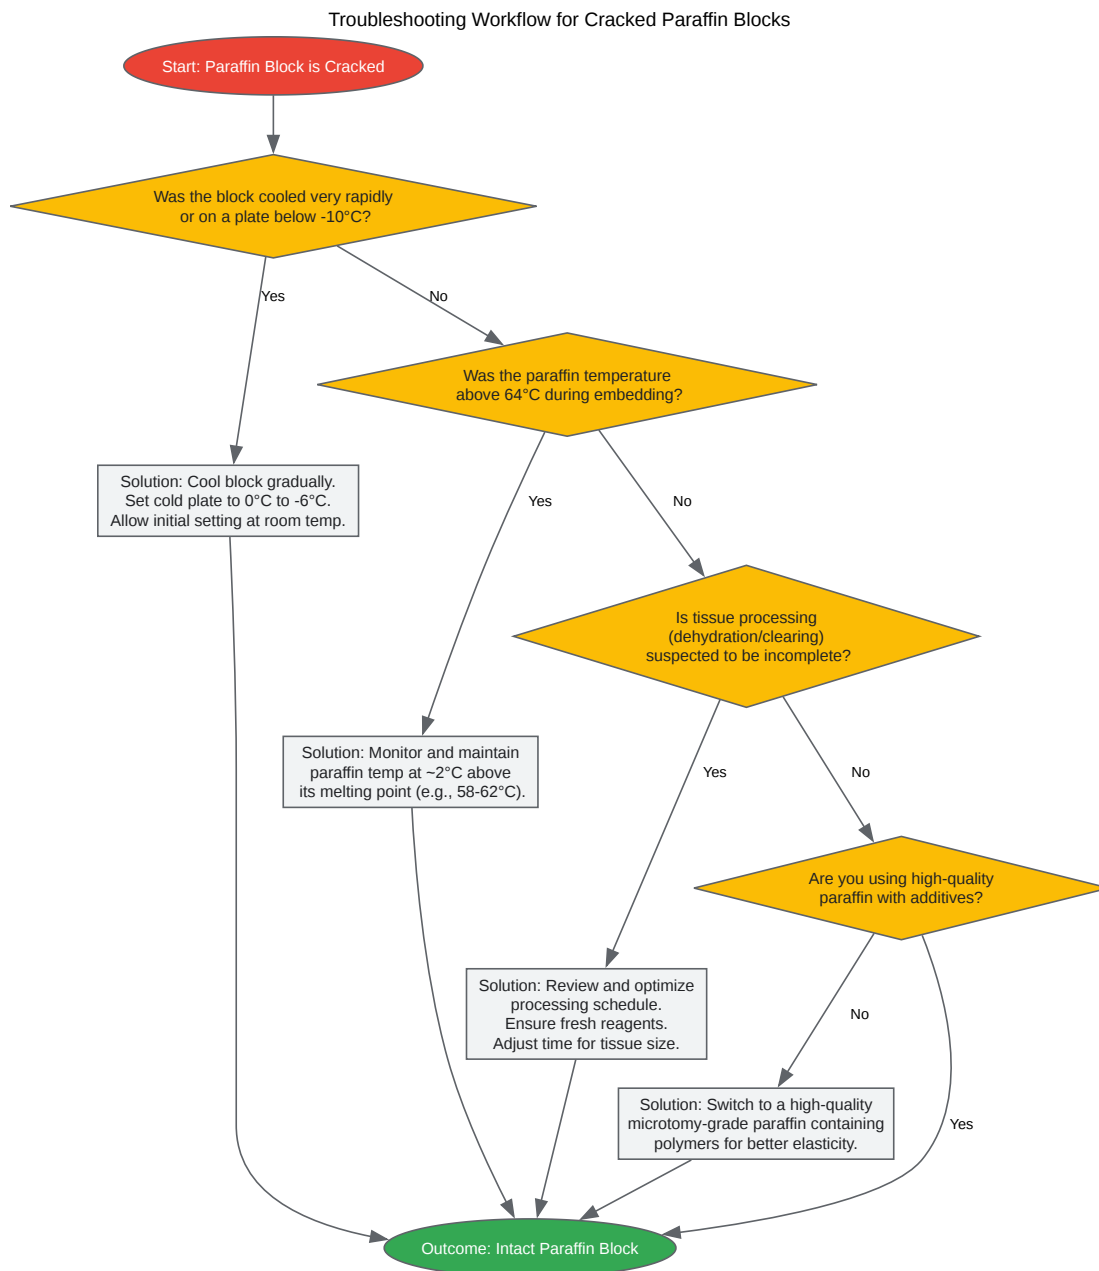 Troubleshooting Workflow for Cracked Paraffin Blocks
Start: Paraffin Block is Cracked
Was the block cooled very rapidly
or on a plate below -10°C?
Yes
No
Was the paraffin temperature
above 64°C during embedding?
Solution: Cool block gradually.
Set cold plate to 0°C to -6°C.
Allow initial setting at room temp.
Yes
No
Is tissue processing
(dehydration/clearing)
suspected to be incomplete?
Solution: Monitor and maintain
paraffin temp at ~2°C above
its melting point (e.g., 58-62°C).
Yes
No
Are you using high-quality
paraffin with additives?
Solution: Review and optimize
processing schedule.
Ensure fresh reagents.
Adjust time for tissue size.
No
Solution: Switch to a high-quality
microtomy-grade paraffin containing
polymers for better elasticity.
Yes
Outcome: Intact Paraffin Block